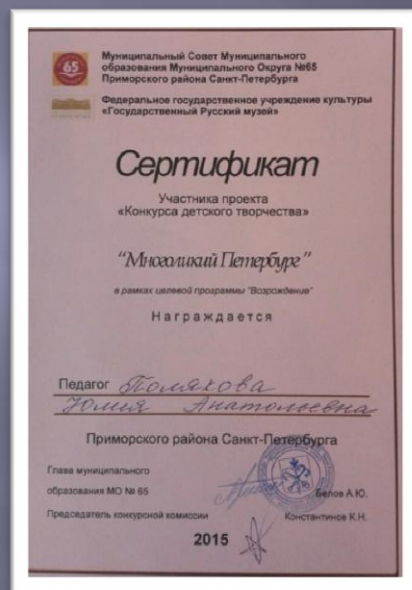 65
Муниципальный Совет Муниципального
образования Муниципального Округа №65
Приморского района Санкт-Петербурга
Федеральное государственное учреждение культуры
«Государственный Русский музей»
Сертификат
Участника проекта
«Конкурса детского творчества»
"Многоликий Петербург"
в рамках целевой программы "Возрождение"
Награждается
Педагог Полякова
Юлия Анатольевна
Приморского района Санкт-Петербурга
Глава муниципального
образования МО № 65 Белов А.Ю.
Председатель конкурсной комиссии Константинов К.Н.
2015